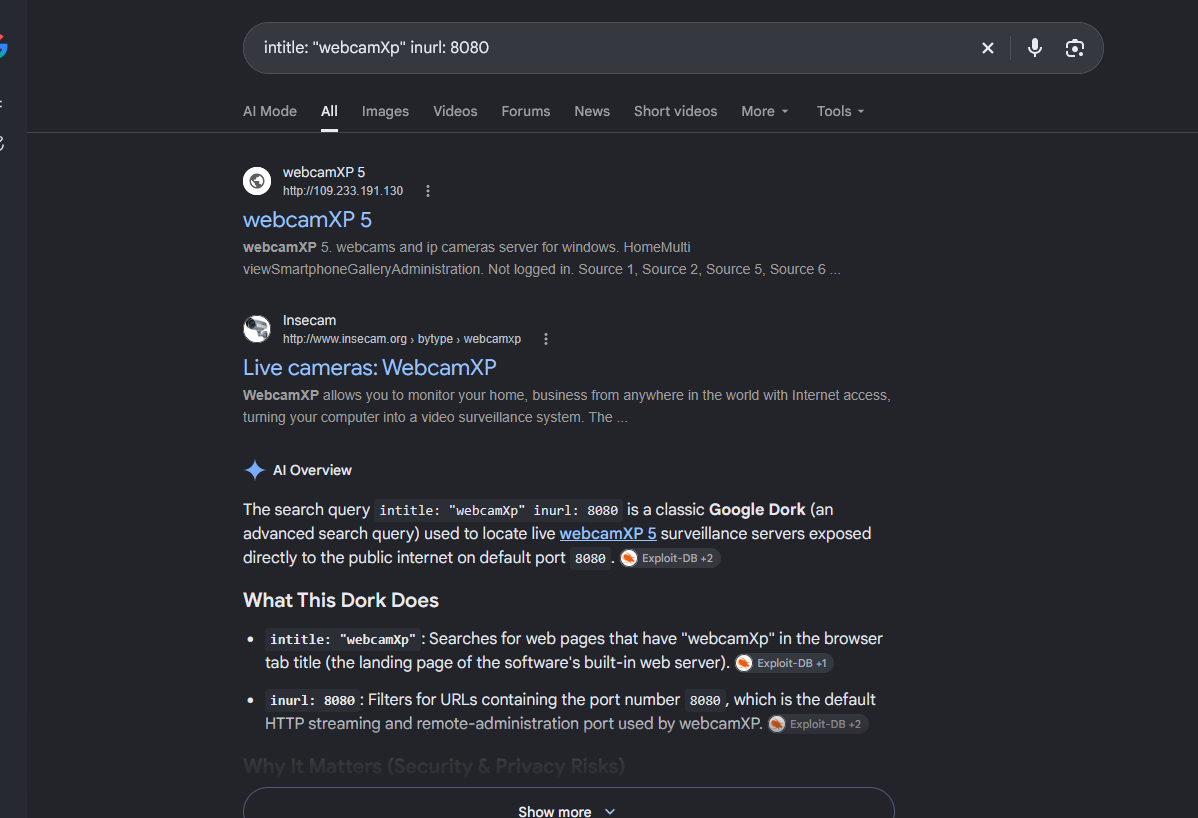 intitle: "webcamXp" inurl: 8080
AI Mode All Images Videos Forums News Short videos More Tools
webcamXP 5
http://109.233.191.130
webcamXP 5
webcamXP 5. webcams and ip cameras server for windows. HomeMulti
viewSmartphoneGalleryAdministration. Not logged in. Source 1, Source 2, Source 5, Source 6 ...
Insecam
http://www.insecam.org › bytype › webcamxp
Live cameras: WebcamXP
WebcamXP allows you to monitor your home, business from anywhere in the world with Internet access,
turning your computer into a video surveillance system. The ...
AI Overview
The search query intitle: "webcamXp" inurl: 8080 is a classic Google Dork (an
advanced search query) used to locate live webcamXP 5 surveillance servers exposed
directly to the public internet on default port 8080. Exploit-DB +2
What This Dork Does
• intitle: "webcamXp" : Searches for web pages that have "webcamXp" in the browser
tab title (the landing page of the software's built-in web server). Exploit-DB +1
• inurl: 8080 : Filters for URLs containing the port number 8080, which is the default
HTTP streaming and remote-administration port used by webcamXP. Exploit-DB +2
Why It Matters (Security & Privacy Risks)
Show more